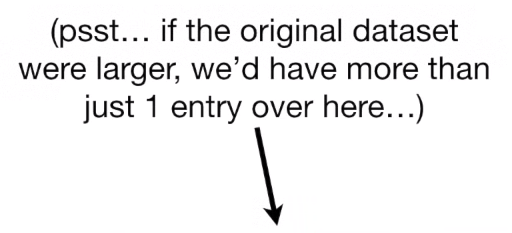 (psst... if the original dataset
were larger, we'd have more than
just 1 entry over here...)